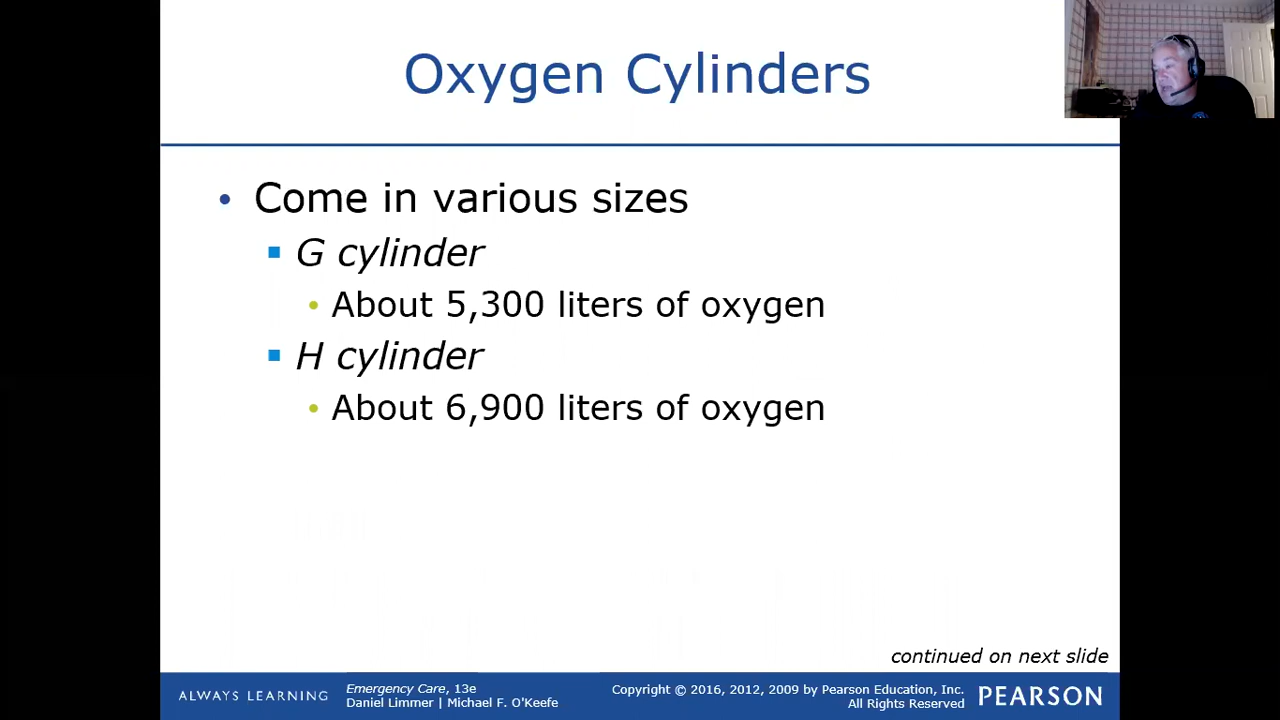 Oxygen Cylinders
• Come in various sizes
▪ G cylinder
• About 5,300 liters of oxygen
▪ H cylinder
• About 6,900 liters of oxygen
continued on next slide
ALWAYS LEARNING
Emergency Care, 13e
Daniel Limmer | Michael F. O'Keefe
Copyright © 2016, 2012, 2009 by Pearson Education, Inc.
All Rights Reserved
PEARSON